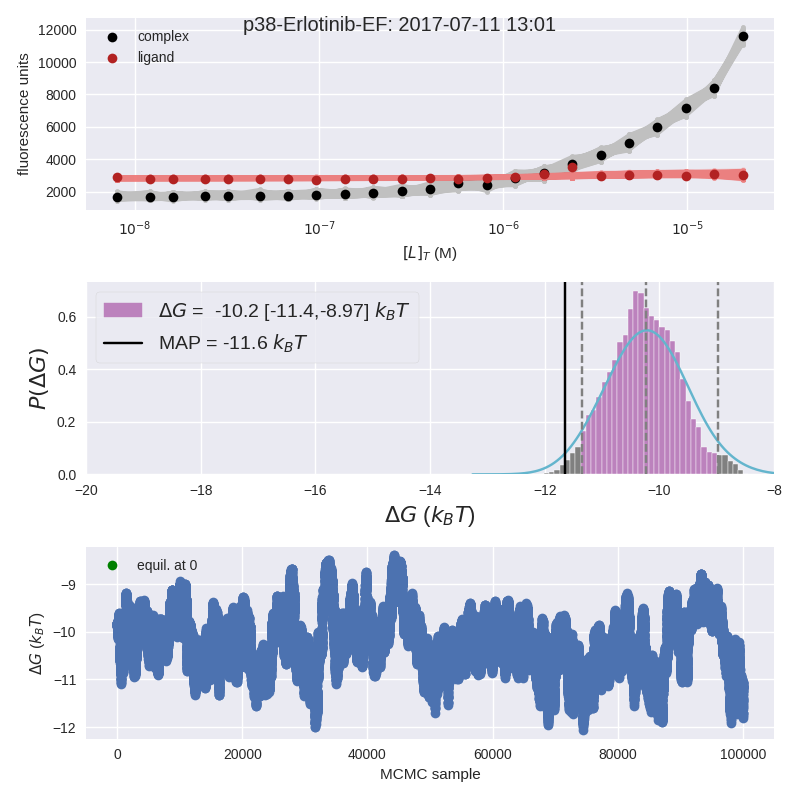 p38-Erlotinib-EF: 2017-07-11 13:01
complex
ligand
fluorescence units
12000
10000
8000
6000
4000
2000
10⁻⁸ 10⁻⁷ 10⁻⁶ 10⁻⁵
[L]_T (M)
ΔG = -10.2 [-11.4,-8.97] k_BT
MAP = -11.6 k_BT
P(ΔG)
0.6
0.4
0.2
0.0
−20 −18 −16 −14 −12 −10 −8
ΔG (k_BT)
equil. at 0
ΔG (k_BT)
−9
−10
−11
−12
0 20000 40000 60000 80000 100000
MCMC sample